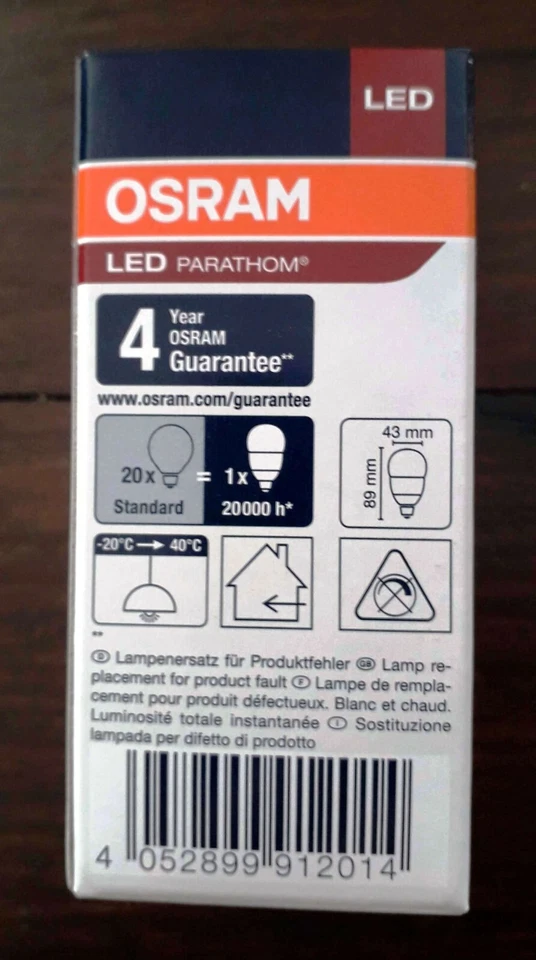 LED
OSRAM
LED PARATHOM®
4 Year
OSRAM
Guarantee**
www.osram.com/guarantee
20x = 1x
Standard 20000 h*
43 mm
89 mm
-20°C → 40°C
**
D Lampenersatz für Produktfehler GB Lamp re-
placement for product fault F Lampe de rempla-
cement pour produit défectueux. Blanc et chaud.
Luminosité totale instantanée I Sostituzione
lampada per difetto di prodotto
4 052899 912014